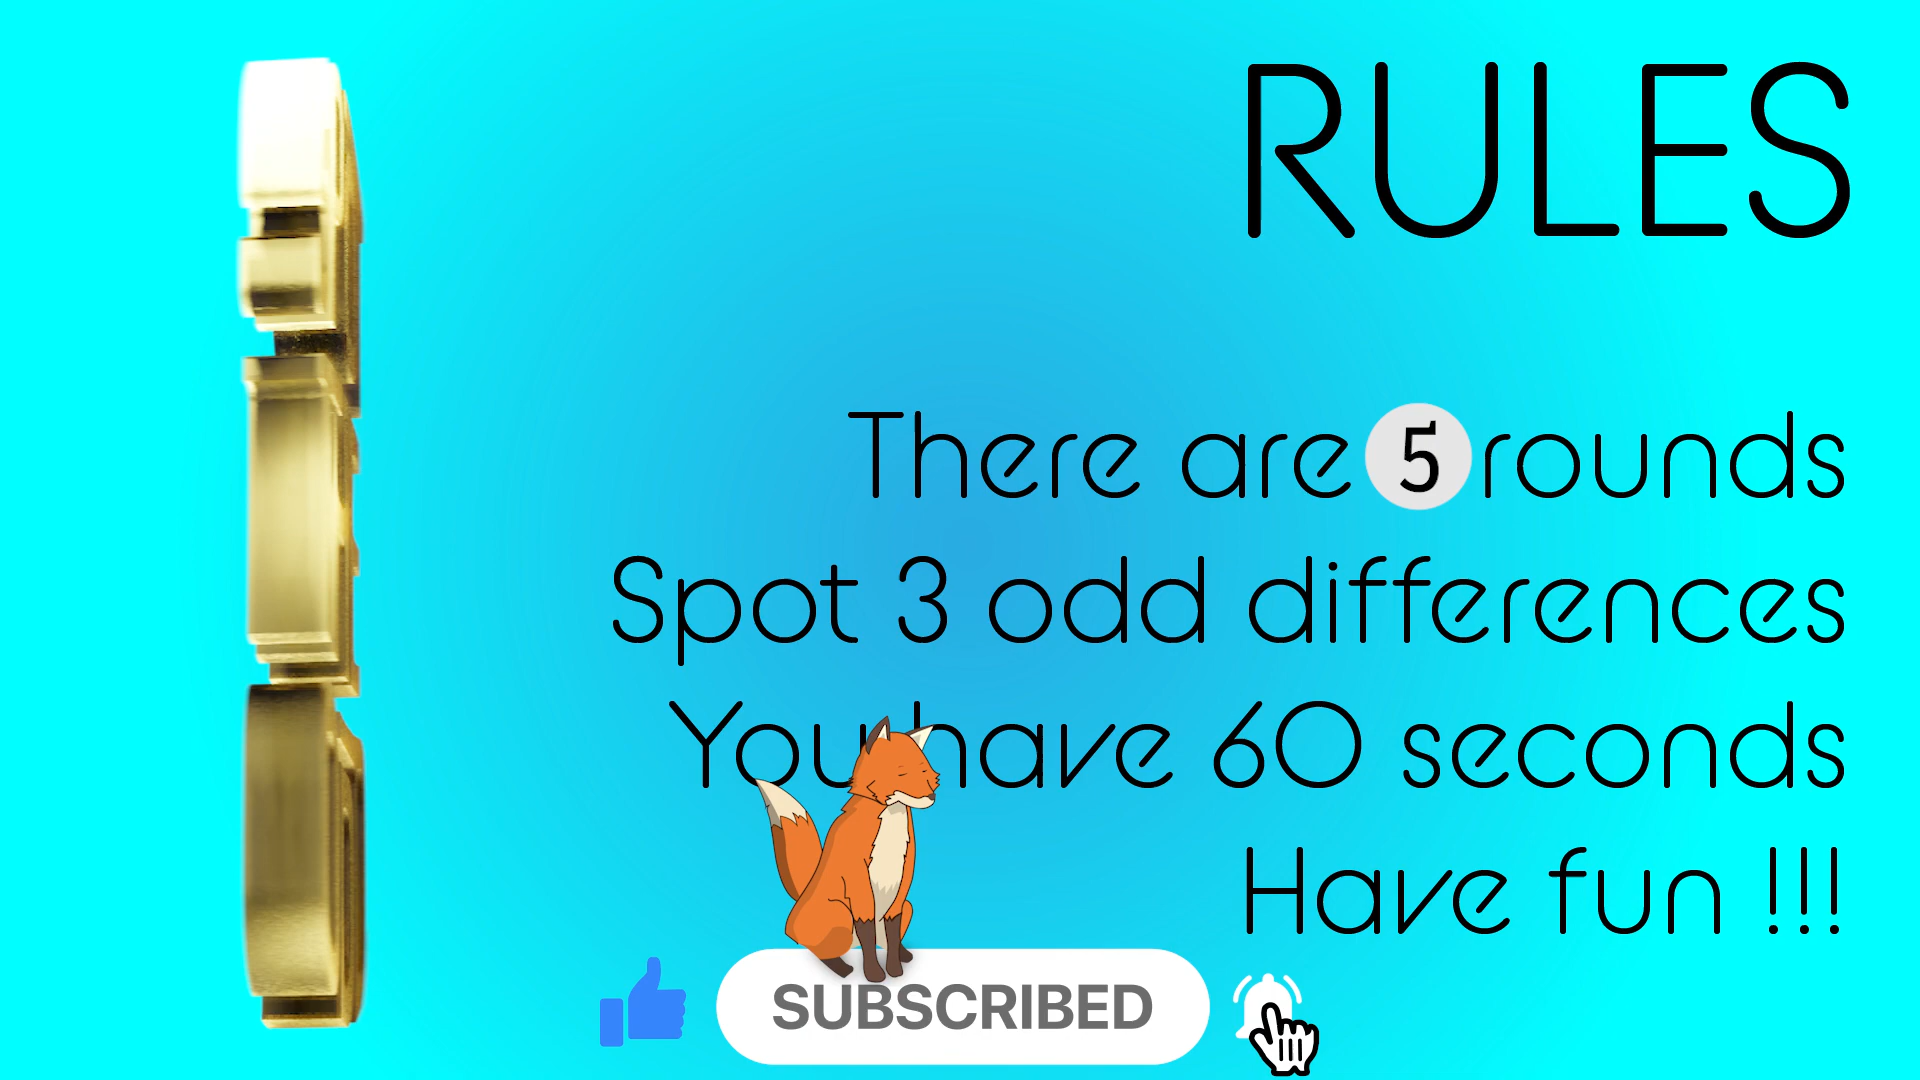 RULES
There are 5 rounds
Spot 3 odd differences
You have 60 seconds
Have fun !!!
SUBSCRIBED